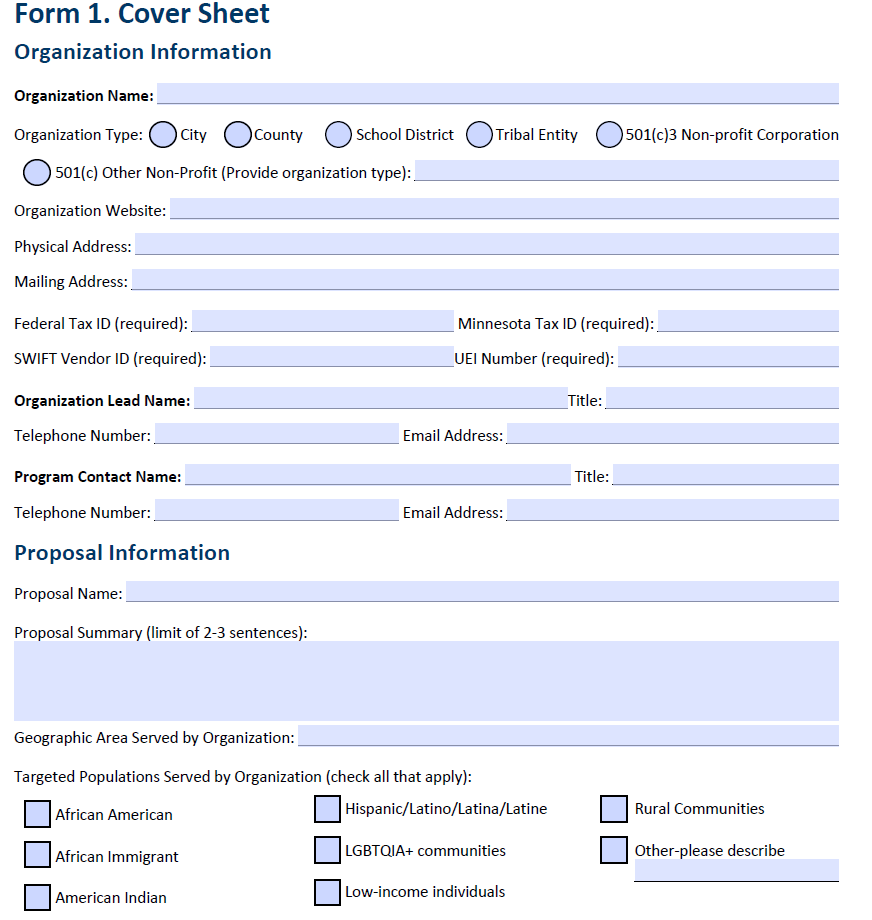 Form 1. Cover Sheet
Organization Information
Organization Name:
Organization Type: City County School District Tribal Entity 501(c)3 Non-profit Corporation
501(c) Other Non-Profit (Provide organization type):
Organization Website:
Physical Address:
Mailing Address:
Federal Tax ID (required): Minnesota Tax ID (required):
SWIFT Vendor ID (required): UEI Number (required):
Organization Lead Name: Title:
Telephone Number: Email Address:
Program Contact Name: Title:
Telephone Number: Email Address:
Proposal Information
Proposal Name:
Proposal Summary (limit of 2-3 sentences):
Geographic Area Served by Organization:
Targeted Populations Served by Organization (check all that apply):
African American Hispanic/Latino/Latina/Latine Rural Communities
African Immigrant LGBTQIA+ communities Other-please describe
American Indian Low-income individuals